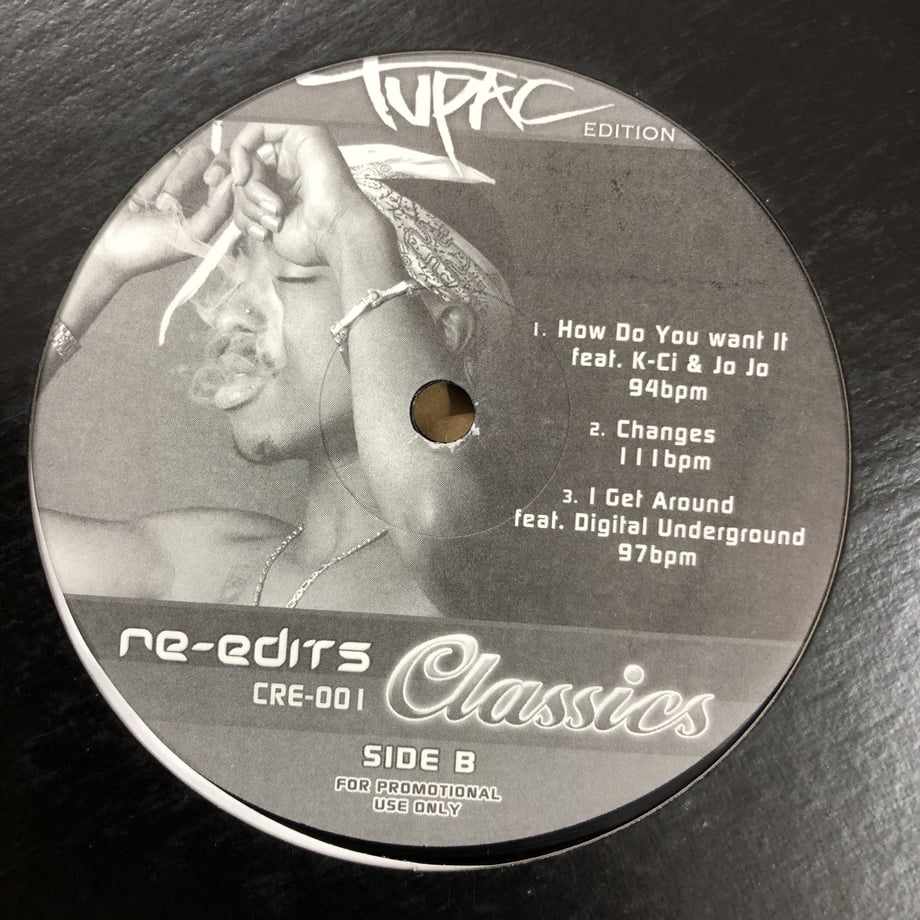 TUPAC
EDITION
1. How Do You want It
feat. K-Ci & Jo Jo
94bpm
2. Changes
111bpm
3. I Get Around
feat. Digital Underground
97bpm
re-edits
Classics
CRE-001
SIDE B
FOR PROMOTIONAL
USE ONLY